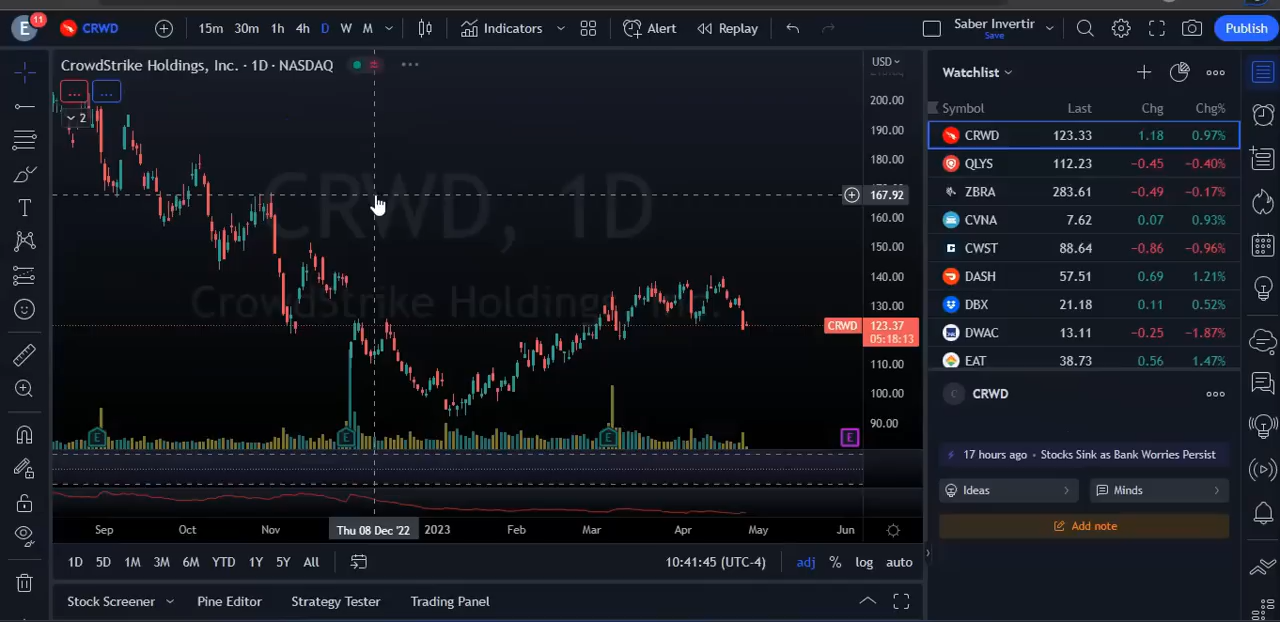 E 11 CRWD 15m 30m 1h 4h D W M Indicators Alert Replay Saber Invertir Save Publish
CrowdStrike Holdings, Inc. · 1D · NASDAQ
... ...
2
USD
200.00
190.00
180.00
167.92
160.00
150.00
140.00
130.00
CRWD 123.37
05:18:13
110.00
100.00
90.00
CRWD, 1D
CrowdStrike Holdings, Inc.
E E E E
Sep Oct Nov Thu 08 Dec '22 2023 Feb Mar Apr May Jun
1D 5D 1M 3M 6M YTD 1Y 5Y All 10:41:45 (UTC-4) adj % log auto
Stock Screener Pine Editor Strategy Tester Trading Panel
Watchlist
Symbol Last Chg Chg%
CRWD 123.33 1.18 0.97%
QLYS 112.23 −0.45 −0.40%
ZBRA 283.61 −0.49 −0.17%
CVNA 7.62 0.07 0.93%
CWST 88.64 −0.86 −0.96%
DASH 57.51 0.69 1.21%
DBX 21.18 0.11 0.52%
DWAC 13.11 −0.25 −1.87%
EAT 38.73 0.56 1.47%
C CRWD
17 hours ago · Stocks Sink as Bank Worries Persist
Ideas Minds
Add note